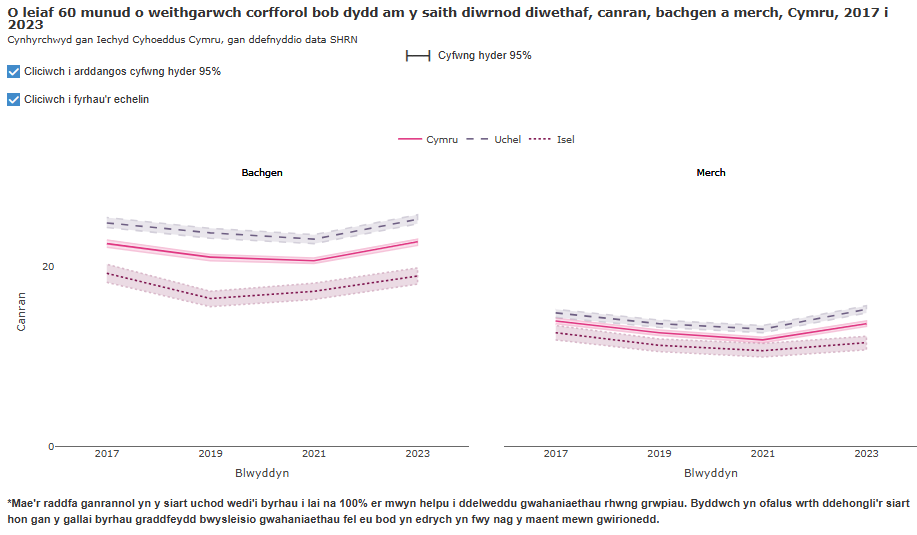 O leiaf 60 munud o weithgarwch corfforol bob dydd am y saith diwrnod diwethaf, canran, bachgen a merch, Cymru, 2017 i
2023
Cynhyrchwyd gan Iechyd Cyhoeddus Cymru, gan ddefnyddio data SHRN
Cyfwng hyder 95%
Cliciwch i arddangos cyfwng hyder 95%
Cliciwch i fyrhau'r echelin
Cymru Uchel Isel
Bachgen Merch
20
Canran
0
2017 2019 2021 2023 2017 2019 2021 2023
Blwyddyn Blwyddyn
*Mae'r raddfa ganrannol yn y siart uchod wedi'i byrhau i lai na 100% er mwyn helpu i ddelweddu gwahaniaethau rhwng grwpiau. Byddwch yn ofalus wrth ddehongli'r siart
hon gan y gallai byrhau graddfeydd bwysleisio gwahaniaethau fel eu bod yn edrych yn fwy nag y maent mewn gwirionedd.